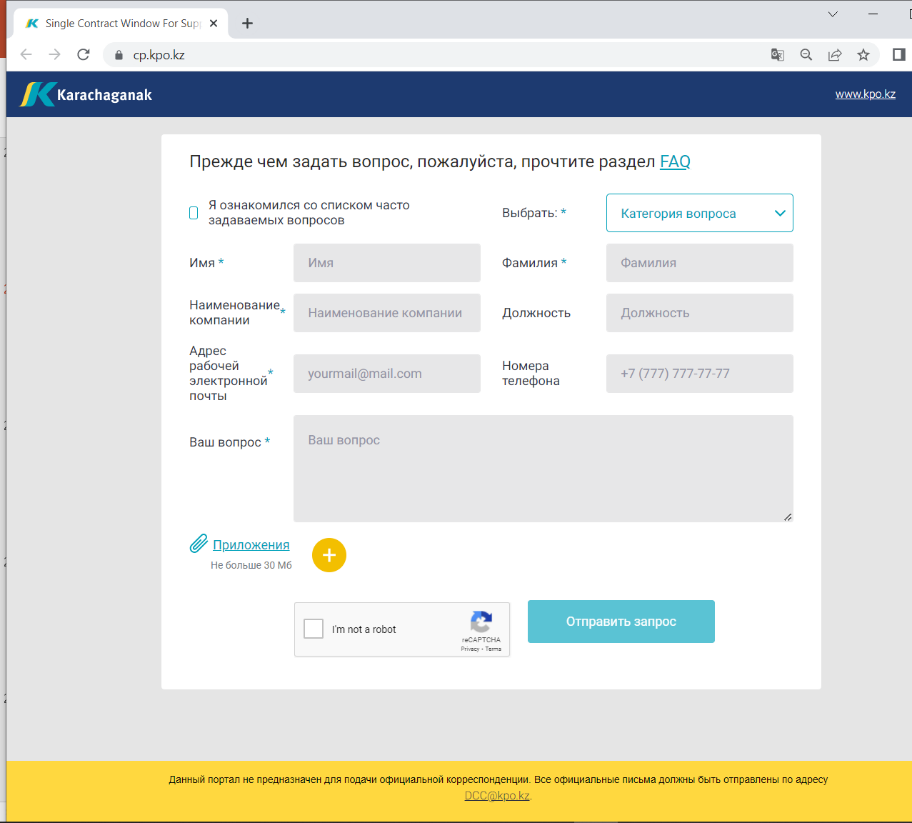 Single Contract Window For Sup
cp.kpo.kz
Karachaganak
www.kpo.kz
Прежде чем задать вопрос, пожалуйста, прочтите раздел FAQ
Я ознакомился со списком часто
задаваемых вопросов
Выбрать: *
Категория вопроса
Имя *
Имя
Фамилия *
Фамилия
Наименование
компании *
Наименование компании
Должность
Должность
Адрес
рабочей
электронной
почты *
yourmail@mail.com
Номера
телефона
+7 (777) 777-77-77
Ваш вопрос *
Ваш вопрос
Приложения
Не больше 30 Мб
I'm not a robot
reCAPTCHA
Privacy - Terms
Отправить запрос
Данный портал не предназначен для подачи официальной корреспонденции. Все официальные письма должны быть отправлены по адресу
DCC@kpo.kz.